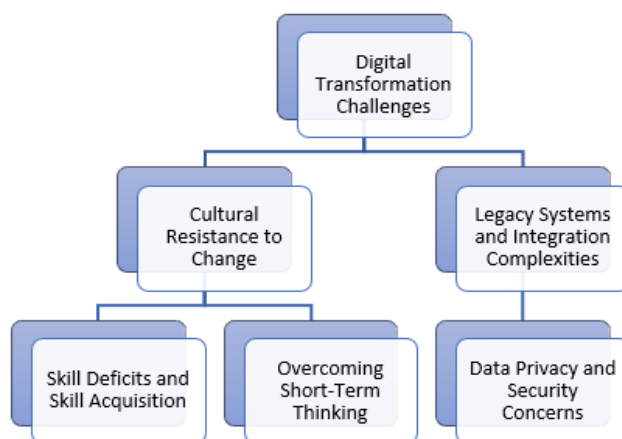 Digital
Transformation
Challenges
Cultural
Resistance to
Change
Legacy Systems
and Integration
Complexities
Skill Deficits and
Skill Acquisition
Overcoming
Short-Term
Thinking
Data Privacy and
Security
Concerns